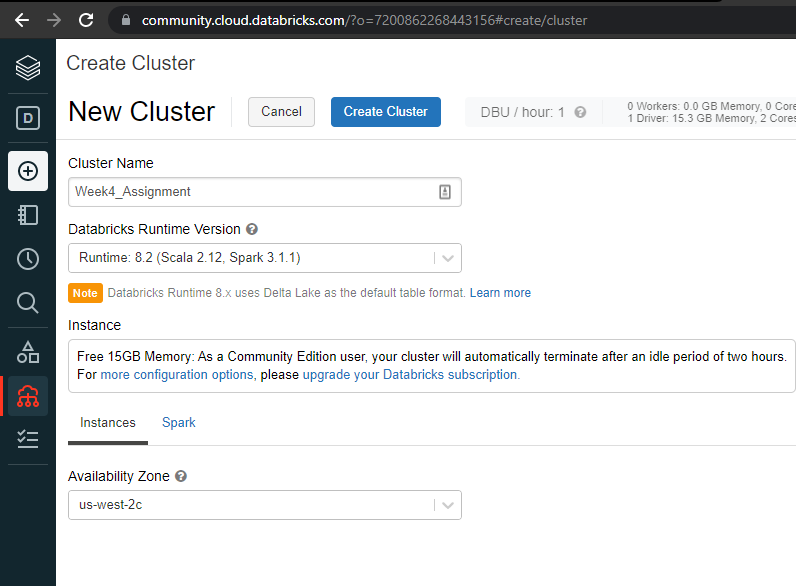 community.cloud.databricks.com/?o=7200862268443156#create/cluster
Create Cluster
D
New Cluster
Cancel
Create Cluster
DBU / hour: 1 ?
0 Workers: 0.0 GB Memory, 0 Core
1 Driver: 15.3 GB Memory, 2 Cores
Cluster Name
Week4_Assignment
Databricks Runtime Version ?
Runtime: 8.2 (Scala 2.12, Spark 3.1.1)
Note Databricks Runtime 8.x uses Delta Lake as the default table format. Learn more
Instance
Free 15GB Memory: As a Community Edition user, your cluster will automatically terminate after an idle period of two hours.
For more configuration options, please upgrade your Databricks subscription.
Instances Spark
Availability Zone ?
us-west-2c